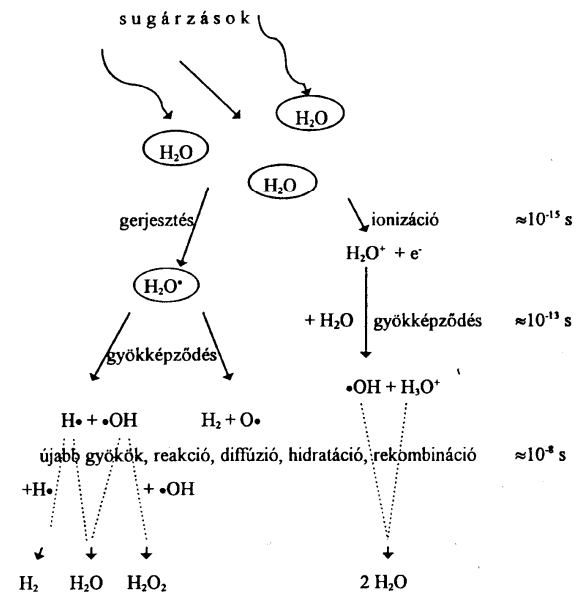 sugárzások
H₂O
H₂O
H₂O
gerjesztés
ionizáció ≈10⁻¹⁵ s
H₂O⁺ + e⁻
H₂O•
+ H₂O gyökképződés ≈10⁻¹³ s
gyökképződés
•OH + H₃O⁺
H• + •OH H₂ + O•
újabb gyökök, reakció, diffúzió, hidratáció, rekombináció ≈10⁻⁸ s
+H• + •OH
H₂ H₂O H₂O₂ 2 H₂O